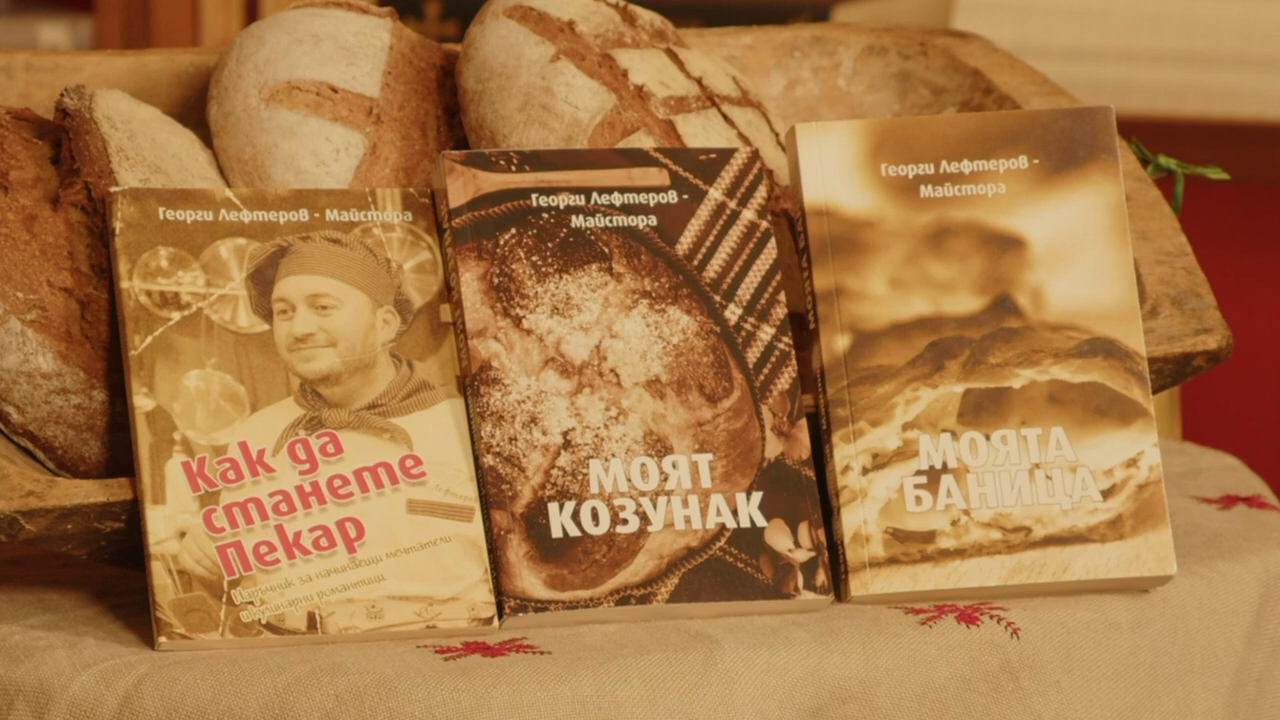 Георги Лефтеров - Майстора
Как да
станете
Пекар
Наръчник за начинаещи мечтатели
и кулинарни романтици
Георги Лефтеров -
Майстора
МОЯТ
КОЗУНАК
Георги Лефтеров -
Майстора
МОЯТА
БАНИЦА